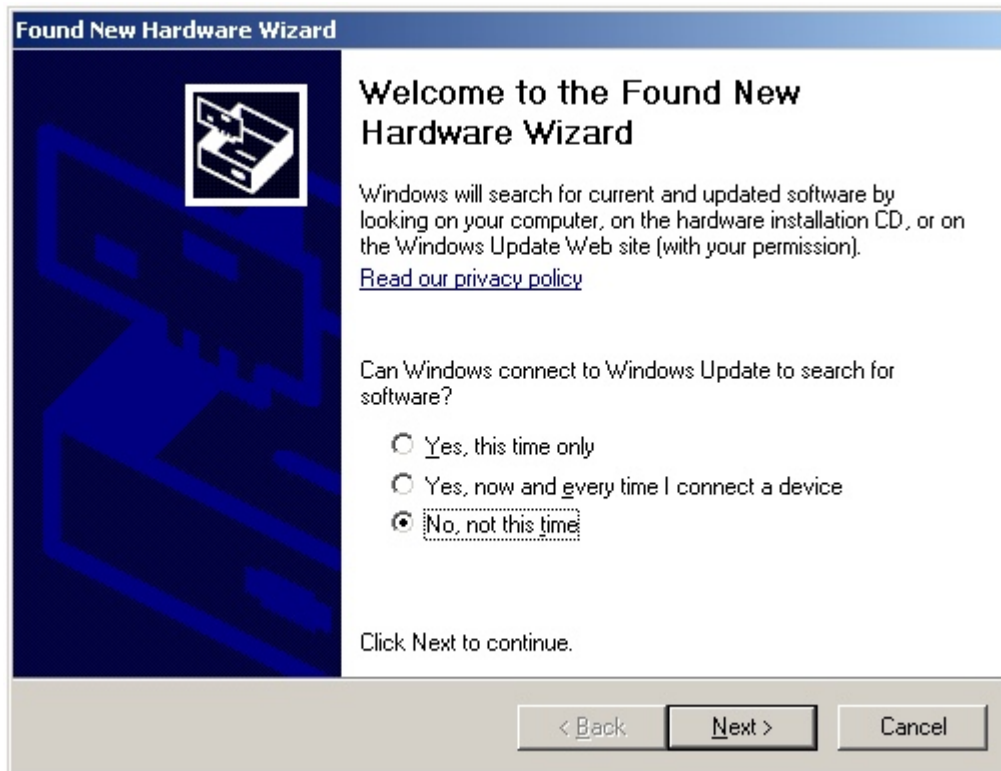 Found New Hardware Wizard
Welcome to the Found New
Hardware Wizard
Windows will search for current and updated software by
looking on your computer, on the hardware installation CD, or on
the Windows Update Web site (with your permission).
Read our privacy policy
Can Windows connect to Windows Update to search for
software?
Yes, this time only
Yes, now and every time I connect a device
No, not this time
Click Next to continue.
< Back Next > Cancel